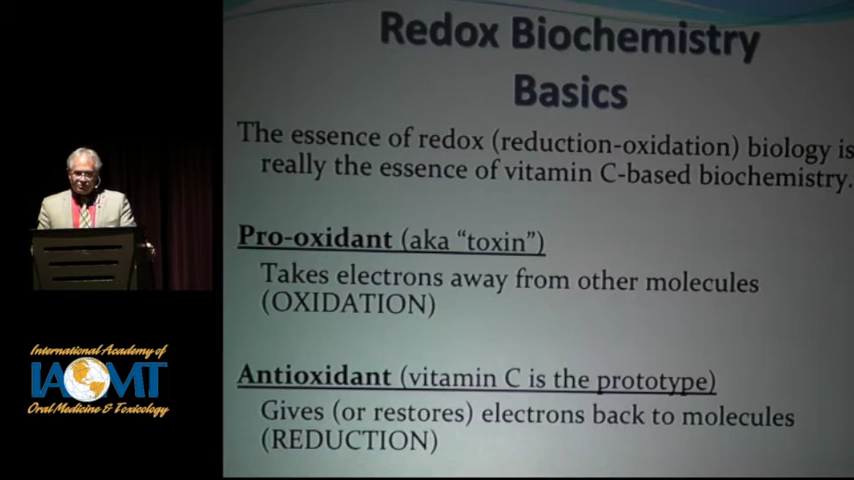 Redox Biochemistry
Basics
The essence of redox (reduction-oxidation) biology is
really the essence of vitamin C-based biochemistry.
Pro-oxidant (aka “toxin”)
Takes electrons away from other molecules
(OXIDATION)
Antioxidant (vitamin C is the prototype)
Gives (or restores) electrons back to molecules
(REDUCTION)
International Academy of
IAOMT
Oral Medicine & Toxicology